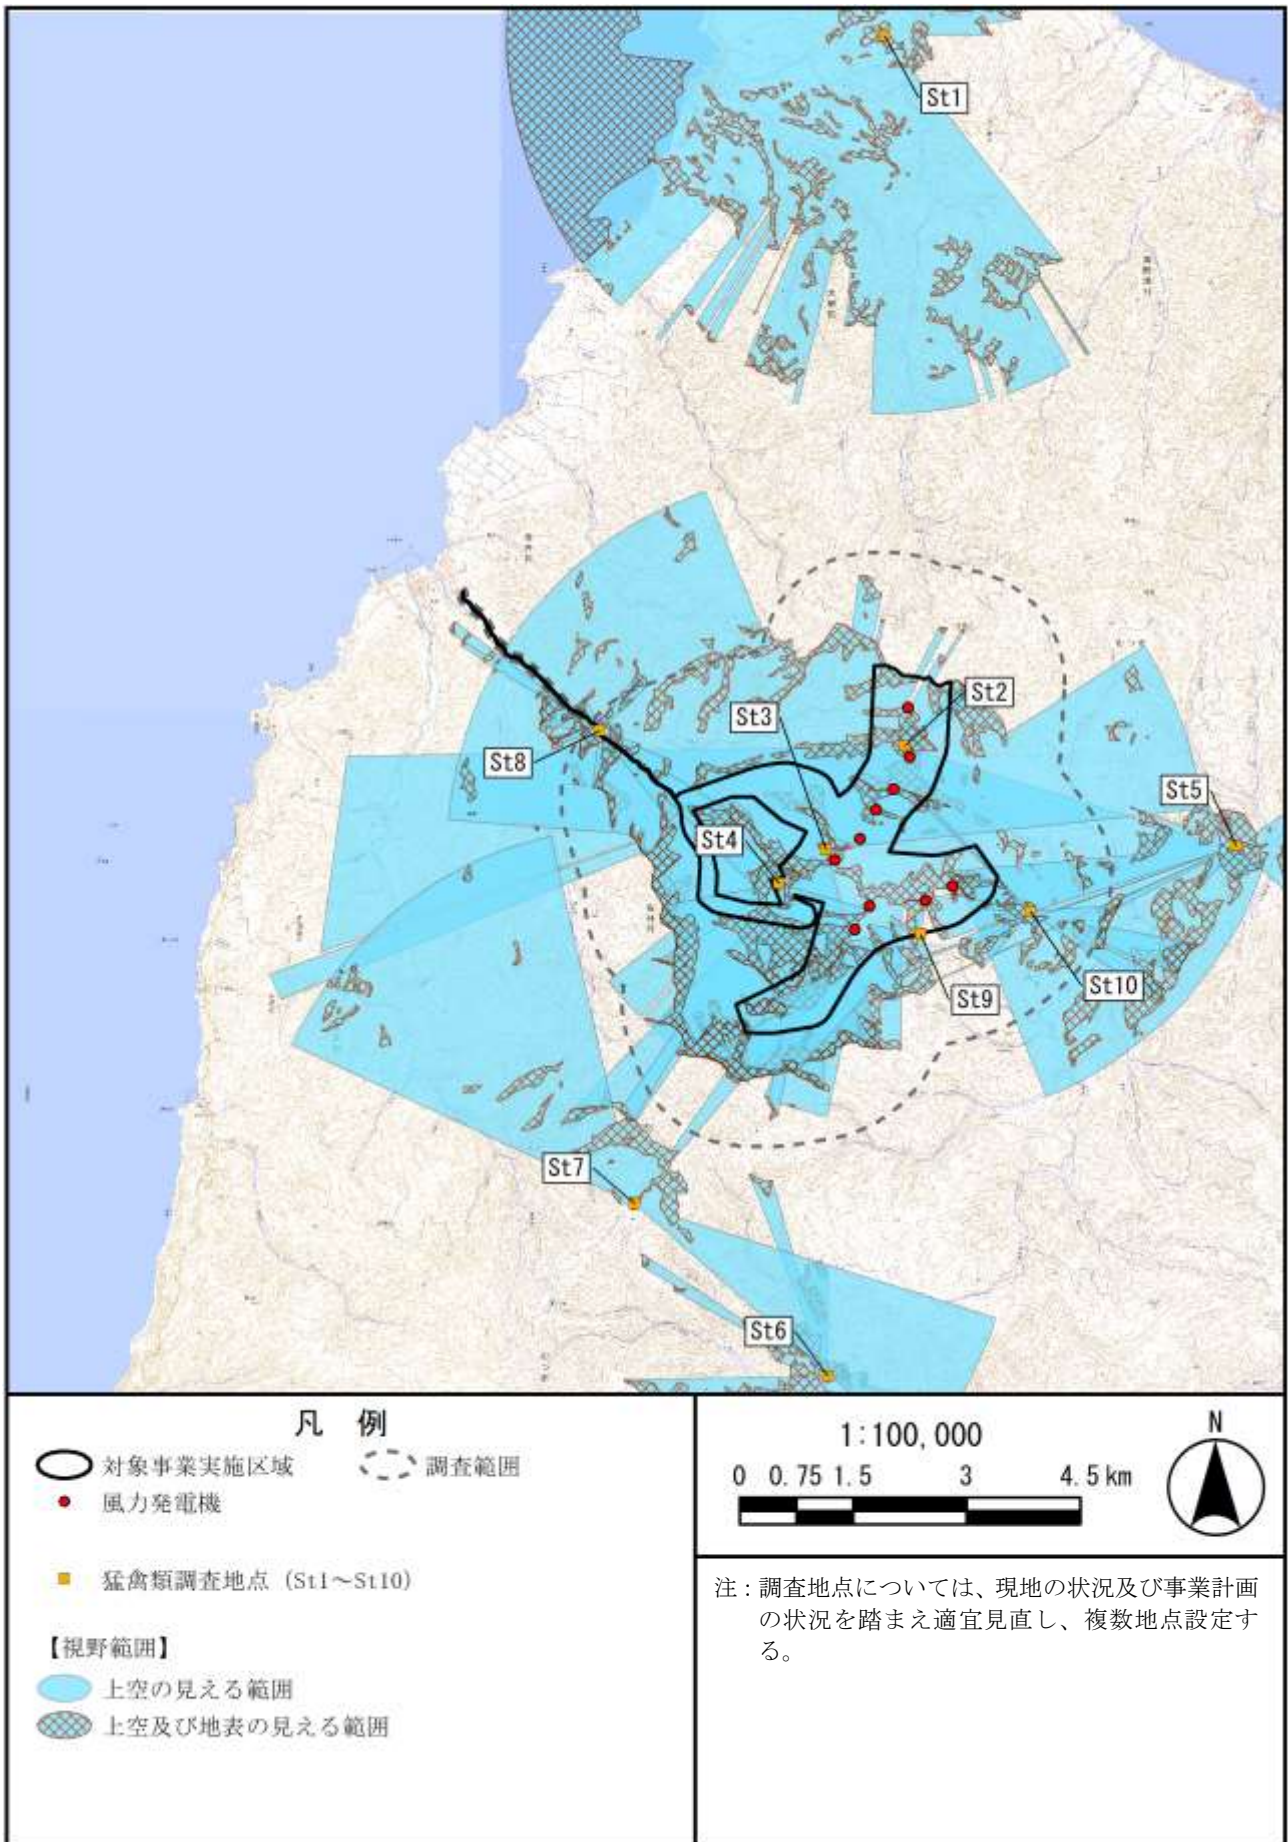 St1
St2
St3
St8
St5
St4
St10
St9
St7
St6
凡 例
対象事業実施区域
調査範囲
風力発電機
猛禽類調査地点（St1～St10）
【視野範囲】
上空の見える範囲
上空及び地表の見える範囲
1:100,000
0 0.75 1.5 3 4.5 km
N
注：調査地点については、現地の状況及び事業計画
の状況を踏まえ適宜見直し、複数地点設定す
る。